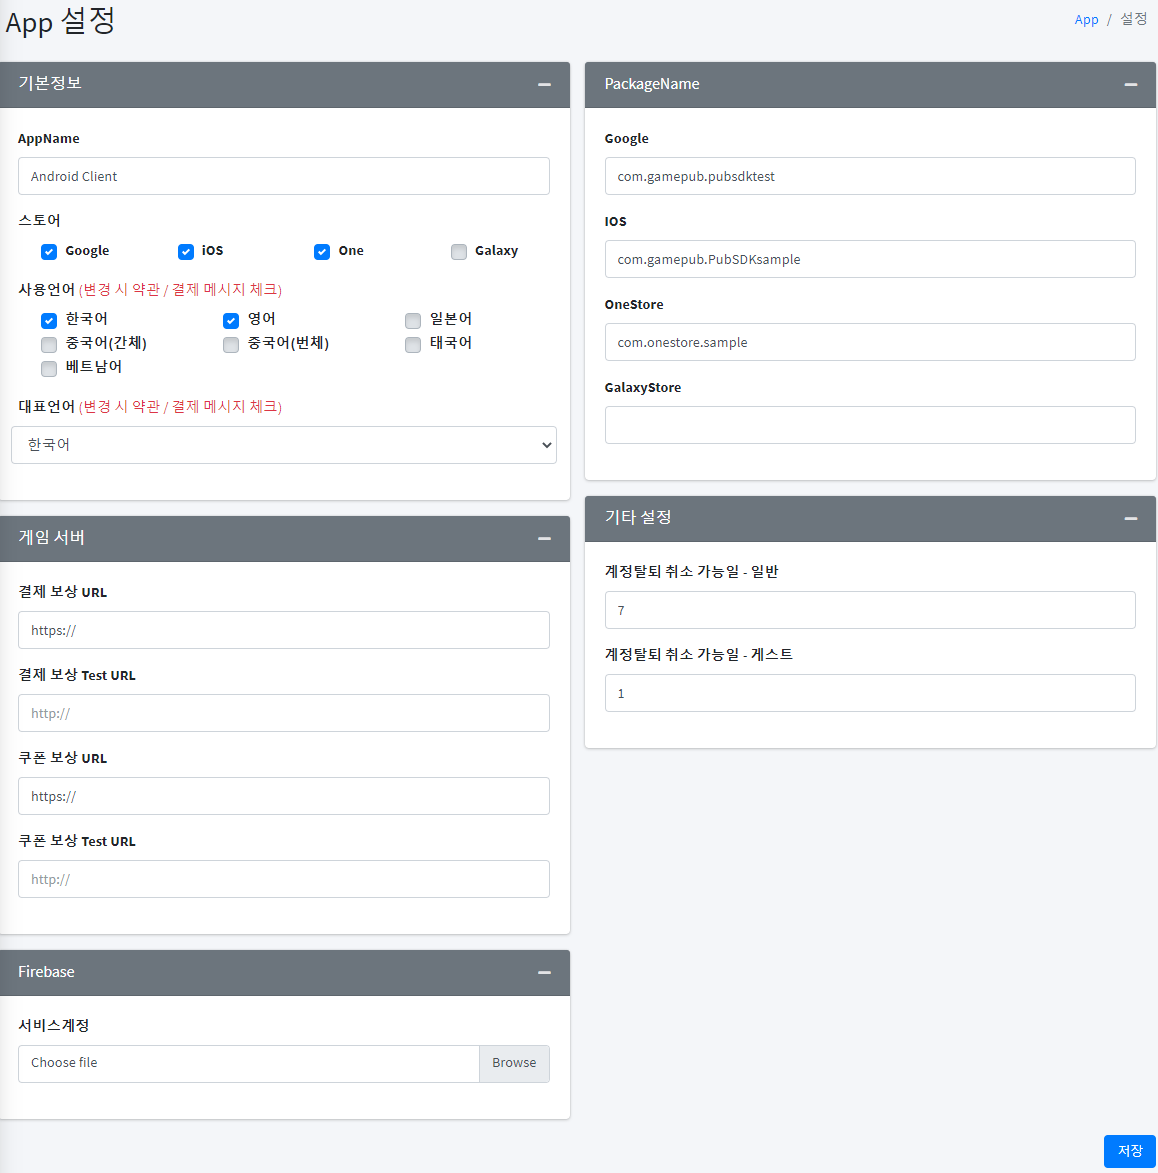 App 설정
App / 설정
기본정보
AppName
Android Client
스토어
Google iOS One Galaxy
사용언어 (변경 시 약관 / 결제 메시지 체크)
한국어 영어 일본어
중국어(간체) 중국어(번체) 태국어
베트남어
대표언어 (변경 시 약관 / 결제 메시지 체크)
한국어
게임 서버
결제 보상 URL
https://
결제 보상 Test URL
http://
쿠폰 보상 URL
https://
쿠폰 보상 Test URL
http://
Firebase
서비스계정
Choose file Browse
PackageName
Google
com.gamepub.pubsdktest
IOS
com.gamepub.PubSDKsample
OneStore
com.onestore.sample
GalaxyStore
기타 설정
계정탈퇴 취소 가능일 - 일반
7
계정탈퇴 취소 가능일 - 게스트
1
저장